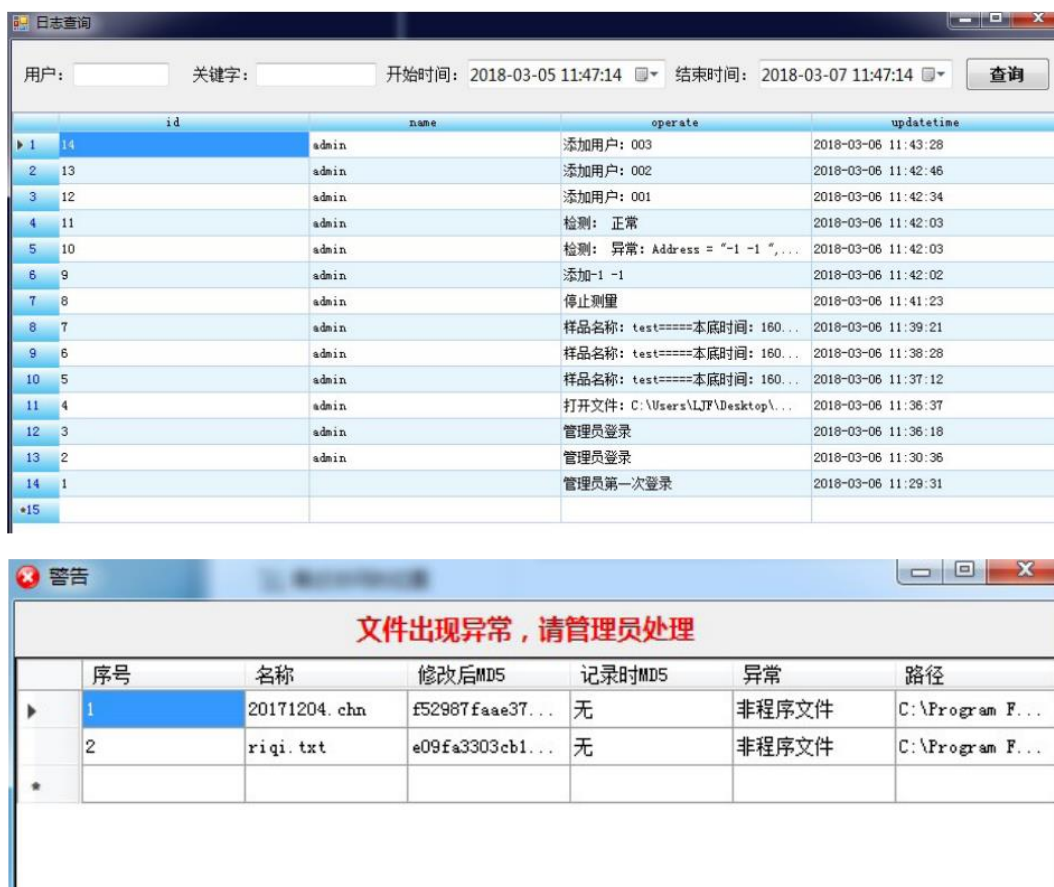 日志查询
用户: 关键字: 开始时间: 2018-03-05 11:47:14 结束时间: 2018-03-07 11:47:14 查询
id name operate updatetime
1 14 admin 添加用户: 003 2018-03-06 11:43:28
2 13 admin 添加用户: 002 2018-03-06 11:42:46
3 12 admin 添加用户: 001 2018-03-06 11:42:34
4 11 admin 检测: 正常 2018-03-06 11:42:03
5 10 admin 检测: 异常: Address = "-1 -1 ",... 2018-03-06 11:42:03
6 9 admin 添加-1 -1 2018-03-06 11:42:02
7 8 admin 停止测量 2018-03-06 11:41:23
8 7 admin 样品名称: test=====本底时间: 160... 2018-03-06 11:39:21
9 6 admin 样品名称: test=====本底时间: 160... 2018-03-06 11:38:28
10 5 admin 样品名称: test=====本底时间: 160... 2018-03-06 11:37:12
11 4 admin 打开文件: C:\Users\LJF\Desktop\... 2018-03-06 11:36:37
12 3 admin 管理员登录 2018-03-06 11:36:18
13 2 admin 管理员登录 2018-03-06 11:30:36
14 1 管理员第一次登录 2018-03-06 11:29:31
*15
警告
文件出现异常，请管理员处理
序号 名称 修改后MD5 记录时MD5 异常 路径
1 20171204.chn f52987faae37... 无 非程序文件 C:\Program F...
2 riqi.txt e09fa3303cb1... 无 非程序文件 C:\Program F...
*